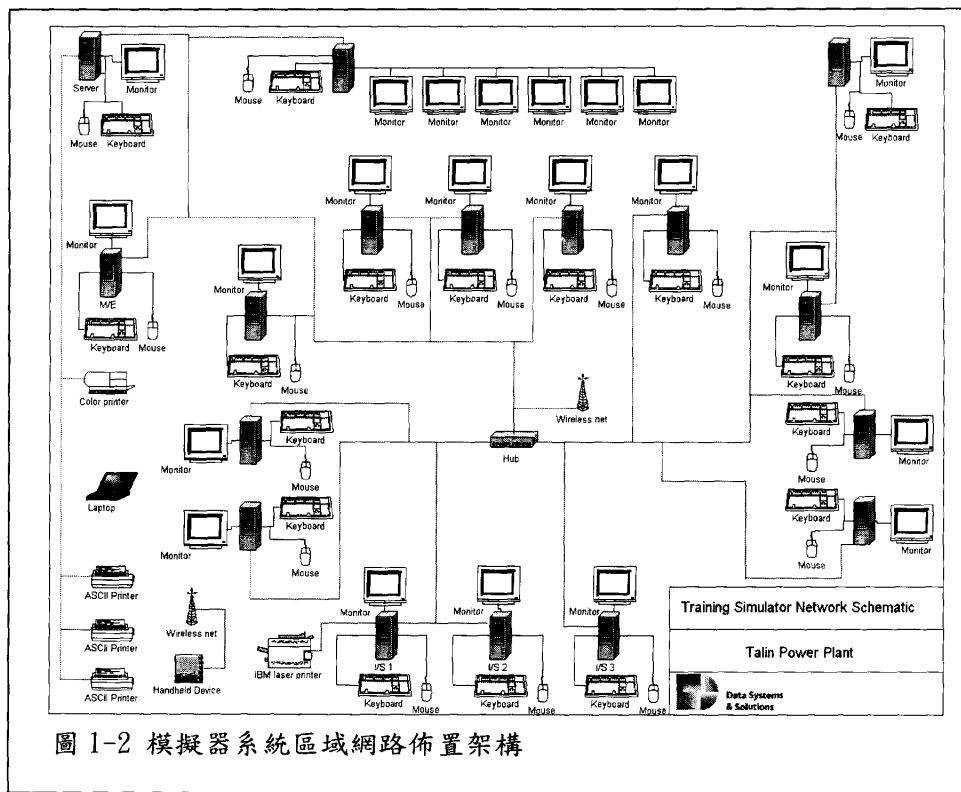 Server
Monitor
Mouse
Keyboard
Mouse
Keyboard
Monitor
Monitor
Monitor
Monitor
Monitor
Monitor
Monitor
Mouse
Keyboard
Monitor
Monitor
Monitor
Monitor
Keyboard
Mouse
Keyboard
Mouse
Keyboard
Mouse
Keyboard
Mouse
Monitor
M/E
Keyboard
Mouse
Monitor
Keyboard
Mouse
Monitor
Keyboard
Mouse
Color printer
Wireless net
Hub
Monitor
Keyboard
Mouse
Keyboard
Mouse
Monitor
Laptop
Monitor
Keyboard
Mouse
Keyboard
Mouse
Monitor
ASCII Printer
ASCII Printer
ASCII Printer
Wireless net
Handheld Device
IBM laser printer
Monitor
I/S 1
Keyboard
Mouse
Monitor
I/S 2
Keyboard
Mouse
Monitor
I/S 3
Keyboard
Mouse
Training Simulator Network Schematic
Talin Power Plant
Data Systems
& Solutions
圖 1-2 模擬器系統區域網路佈置架構